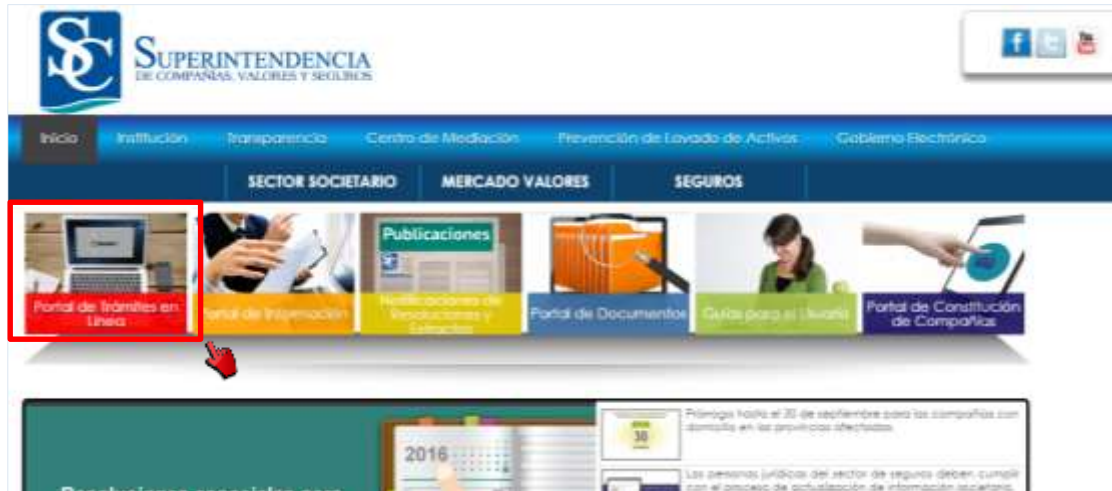 SC
SUPERINTENDENCIA
DE COMPAÑÍAS, VALORES Y SEGUROS
f t You
Inicio Institución Transparencia Centro de Mediación Prevención de Lavado de Activos Gobierno Electrónico
SECTOR SOCIETARIO MERCADO VALORES SEGUROS
Publicaciones
Portal de Trámites en
Línea
Portal de Información
Notificaciones de
Resoluciones y
Extractos
Portal de Documentos
Guías para el Usuario
Portal de Constitución
de Compañías
2016
30
Prórroga hasta el 30 de septiembre para las compañías con
domicilio en las provincias afectadas.
Las personas jurídicas del sector de seguros deben cumplir
con el proceso de actualización de información societaria,